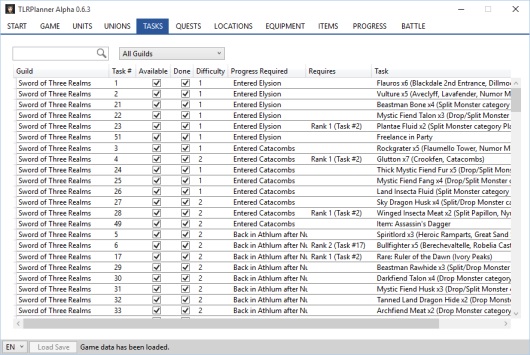 TLRPlanner Alpha 0.6.3
START GAME UNITS UNIONS TASKS QUESTS LOCATIONS EQUIPMENT ITEMS PROGRESS BATTLE
All Guilds
Guild Task # Available Done Difficulty Progress Required Requires Task
Sword of Three Realms 1 1 Entered Elysion Flauros x6 (Blackdale 2nd Entrance, Dillmoo
Sword of Three Realms 2 1 Entered Elysion Vulture x5 (Aveclyff, Lavafender, Numor M
Sword of Three Realms 21 1 Entered Elysion Beastman Bone x4 (Split Monster category
Sword of Three Realms 22 1 Entered Elysion Mystic Fiend Talon x3 (Drop/Split Monster
Sword of Three Realms 23 1 Entered Elysion Rank 1 (Task #2) Plantae Fluid x2 (Split Monster category Pla
Sword of Three Realms 51 1 Entered Elysion Freelance in Party
Sword of Three Realms 3 1 Entered Catacombs Rockgrater x5 (Flaumello Tower, Numor M
Sword of Three Realms 4 2 Entered Catacombs Rank 1 (Task #2) Glutton x7 (Crookfen, Catacombs)
Sword of Three Realms 24 1 Entered Catacombs Thick Mystic Fiend Fur x5 (Split/Drop Mons
Sword of Three Realms 25 1 Entered Catacombs Mystic Fiend Fang x4 (Drop/Split Monster
Sword of Three Realms 26 1 Entered Catacombs Land Insecta Fluid (Split Monster category
Sword of Three Realms 27 2 Entered Catacombs Sky Dragon Husk x4 (Drop/Split Monster c
Sword of Three Realms 28 2 Entered Catacombs Rank 1 (Task #2) Winged Insecta Meat x2 (Split Papillon, Nyr
Sword of Three Realms 49 2 Entered Catacombs Item: Assasin's Dagger
Sword of Three Realms 5 2 Back in Athlum after Nu Spiritlord x3 (Heroic Ramparts, Great Sand
Sword of Three Realms 6 2 Back in Athlum after Nu Rank 2 (Task #17) Bullfighter x5 (Berechevaltelle, Robelia Cast
Sword of Three Realms 17 2 Back in Athlum after Nu Rank 1 (Task #2) Rare: Ruler of the Dawn (Ivory Peaks)
Sword of Three Realms 29 2 Back in Athlum after Nu Beastman Rawhide x3 (Split/Drop Monster
Sword of Three Realms 30 2 Back in Athlum after Nu Darkfiend Talon x4 (Drop Monster categor
Sword of Three Realms 31 2 Back in Athlum after Nu Mystic Fiend Husk x3 (Drop/Split Monster
Sword of Three Realms 32 2 Back in Athlum after Nu Tanned Land Dragon Hide x2 (Drop Monst
Sword of Three Realms 33 2 Back in Athlum after Nu Archfiend Meat x2 (Drop Monster category
EN Load Save Game data has been loaded.